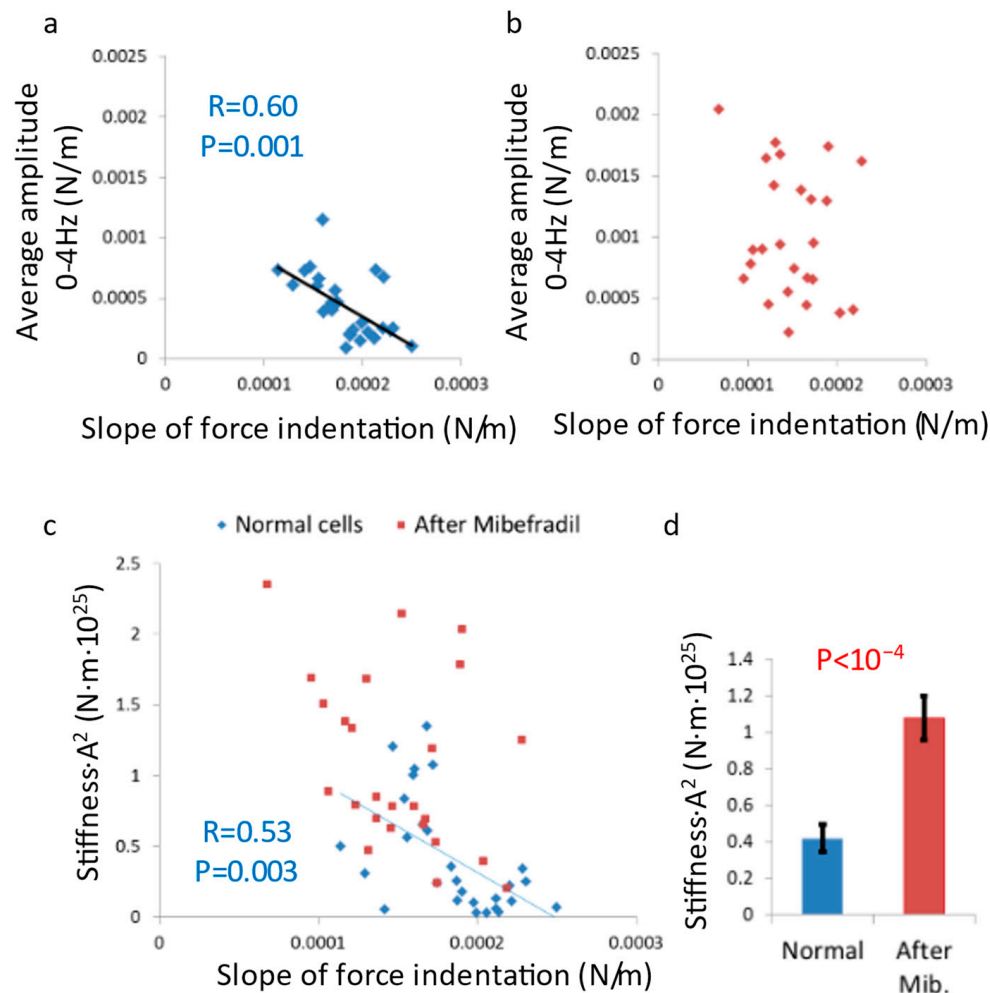 a
Average amplitude
0-4Hz (N/m)
0.0025
0.002
0.0015
0.001
0.0005
0
R=0.60
P=0.001
0 0.0001 0.0002 0.0003
Slope of force indentation (N/m)
b
Average amplitude
0-4Hz (N/m)
0.0025
0.002
0.0015
0.001
0.0005
0
0 0.0001 0.0002 0.0003
Slope of force indentation (N/m)
c
Normal cells After Mibefradil
Stiffness·A² (N·m·10²⁵)
2.5
2
1.5
1
0.5
0
R=0.53
P=0.003
0 0.0001 0.0002 0.0003
Slope of force indentation (N/m)
d
Stiffness·A² (N·m·10²⁵)
P<10⁻⁴
1.4
1.2
1
0.8
0.6
0.4
0.2
0
Normal After
Mib.